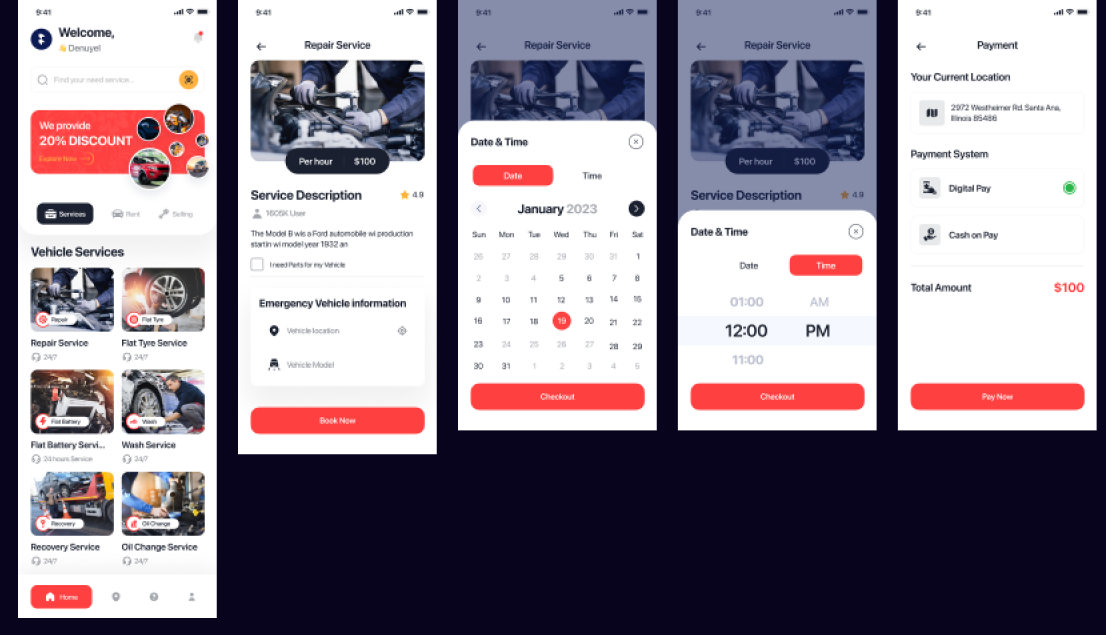 9:41
Welcome,
👋 Denuyel
Find your need service...
We provide
20% DISCOUNT
Explore Now
Services
Rent
Selling
Vehicle Services
Repair
Flat Tyre
Repair Service
Flat Tyre Service
24/7
24/7
Flat Battery
Wash
Flat Battery Servi...
Wash Service
24 hours Service
24/7
Recovery
Oil Change
Recovery Service
Oil Change Service
24/7
24/7
Home
9:41
Repair Service
Per hour $100
Service Description
4.9
1605K User
The Model B wis a Ford automobile wi production
startin wi model year 1932 an
I need Parts for my Vehicle
Emergency Vehicle information
Vehicle location
Vehicle Model
Book Now
9:41
Repair Service
Date & Time
Date Time
January 2023
Sun Mon Tue Wed Thu Fri Sat
26 27 28 29 30 31 1
2 3 4 5 6 7 8
9 10 11 12 13 14 15
16 17 18 19 20 21 22
23 24 25 26 27 28 29
30 31 1 2 3 4 5
Checkout
9:41
Repair Service
Per hour $100
Service Description
4.9
Date & Time
Date Time
01:00 AM
12:00 PM
11:00
Checkout
9:41
Payment
Your Current Location
2972 Westheimer Rd. Santa Ana,
Illinois 85486
Payment System
Digital Pay
Cash on Pay
Total Amount $100
Pay Now